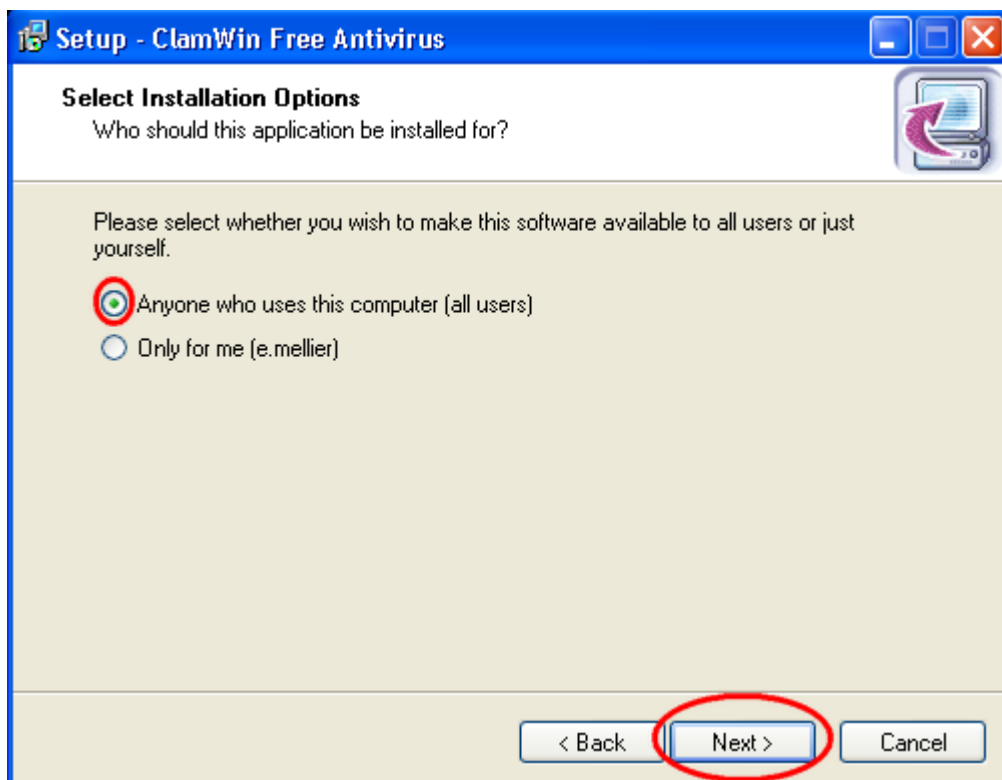 Setup - ClamWin Free Antivirus
Select Installation Options
Who should this application be installed for?
Please select whether you wish to make this software available to all users or just
yourself.
Anyone who uses this computer (all users)
Only for me (e.mellier)
< Back
Next >
Cancel